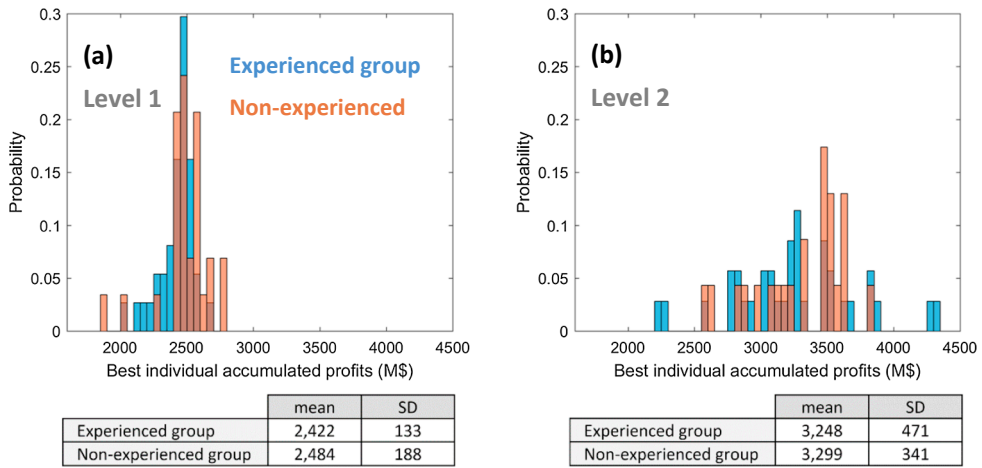 0.3
0.25
0.2
0.15
0.1
0.05
0
Probability
(a)
Level 1
Experienced group
Non-experienced
2000 2500 3000 3500 4000 4500
Best individual accumulated profits (M$)
mean SD
Experienced group 2,422 133
Non-experienced group 2,484 188
0.3
0.25
0.2
0.15
0.1
0.05
0
Probability
(b)
Level 2
2000 2500 3000 3500 4000 4500
Best individual accumulated profits (M$)
mean SD
Experienced group 3,248 471
Non-experienced group 3,299 341